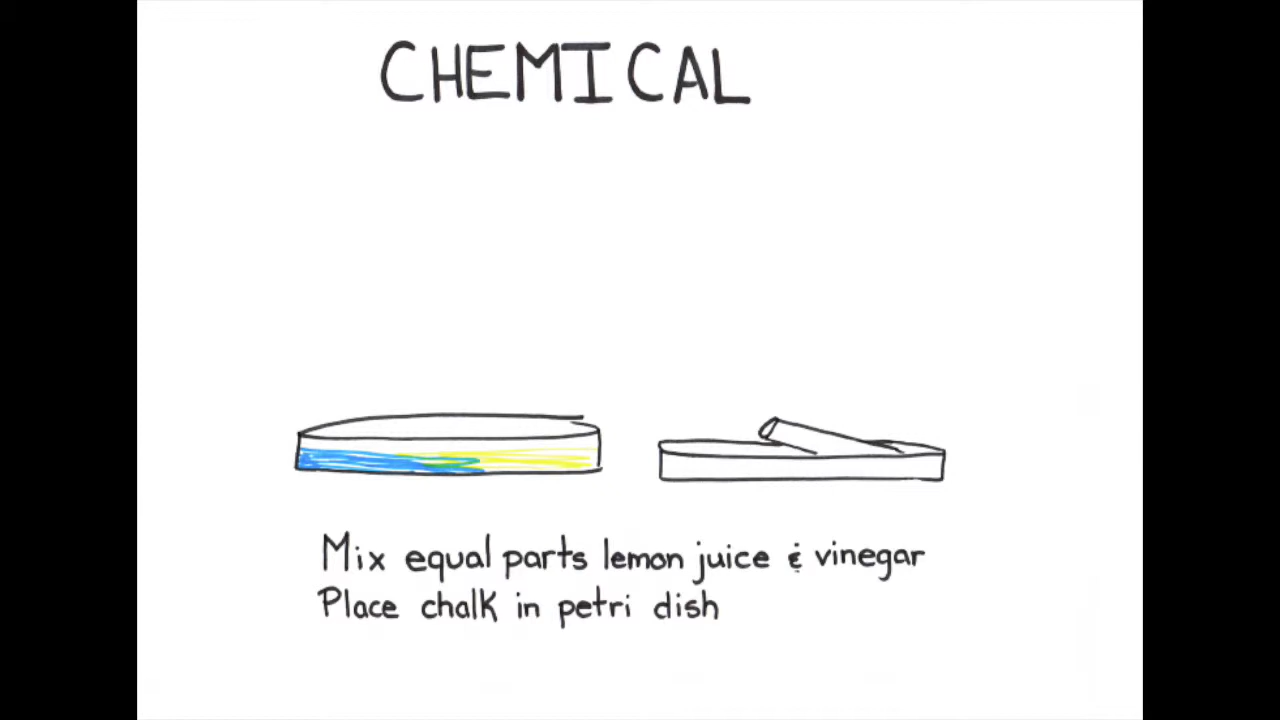 CHEMICAL
Mix equal parts lemon juice & vinegar
Place chalk in petri dish